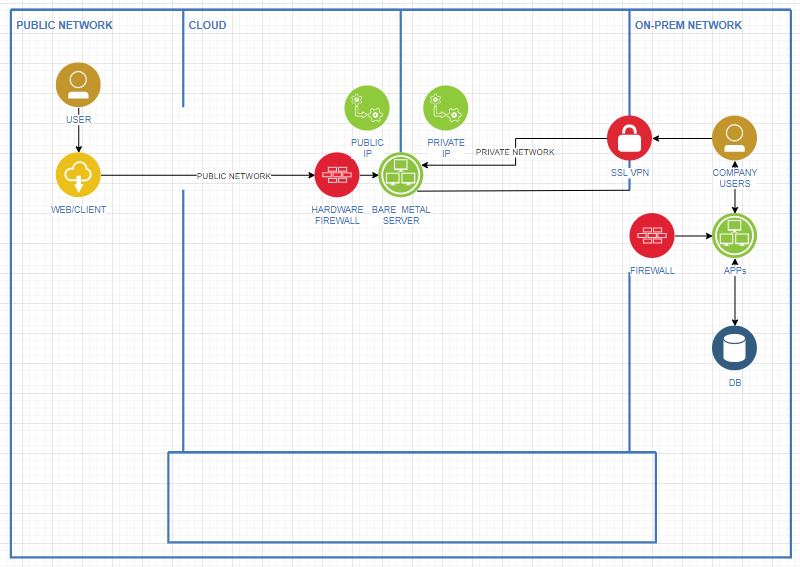 PUBLIC NETWORK
CLOUD
ON-PREM NETWORK
USER
PUBLIC
IP
PRIVATE
IP
PRIVATE NETWORK
SSL VPN
COMPANY
USERS
PUBLIC NETWORK
WEB/CLIENT
HARDWARE
FIREWALL
BARE METAL
SERVER
FIREWALL
APPs
DB